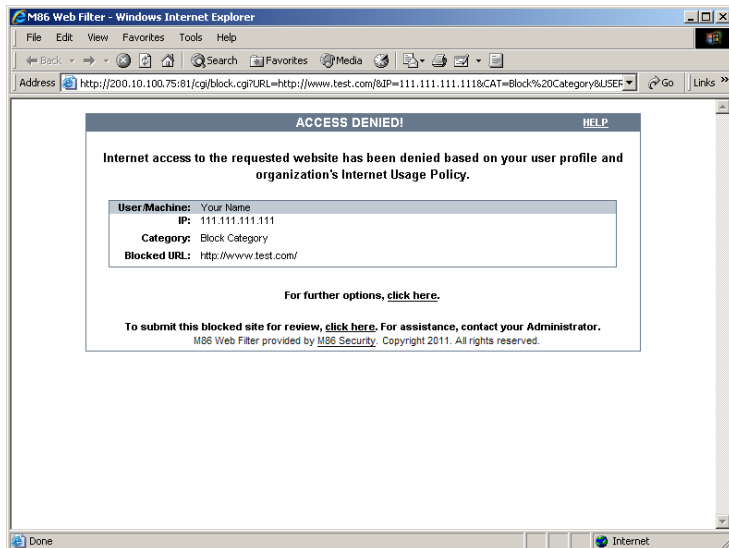 M86 Web Filter - Windows Internet Explorer
File Edit View Favorites Tools Help
Back Search Favorites Media
Address http://200.10.100.75:81/cgi/block.cgi?URL=http://www.test.com/&IP=111.111.111.111&CAT=Block%20Category&USER Go Links »
ACCESS DENIED! HELP
Internet access to the requested website has been denied based on your user profile and
organization's Internet Usage Policy.
User/Machine: Your Name
IP: 111.111.111.111
Category: Block Category
Blocked URL: http://www.test.com/
For further options, click here.
To submit this blocked site for review, click here. For assistance, contact your Administrator.
M86 Web Filter provided by M86 Security. Copyright 2011. All rights reserved.
Done Internet